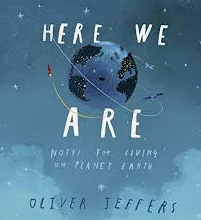 HERE WE
ARE
NOTES FOR LIVING
ON PLANET EARTH
OLIVER JEFFERS